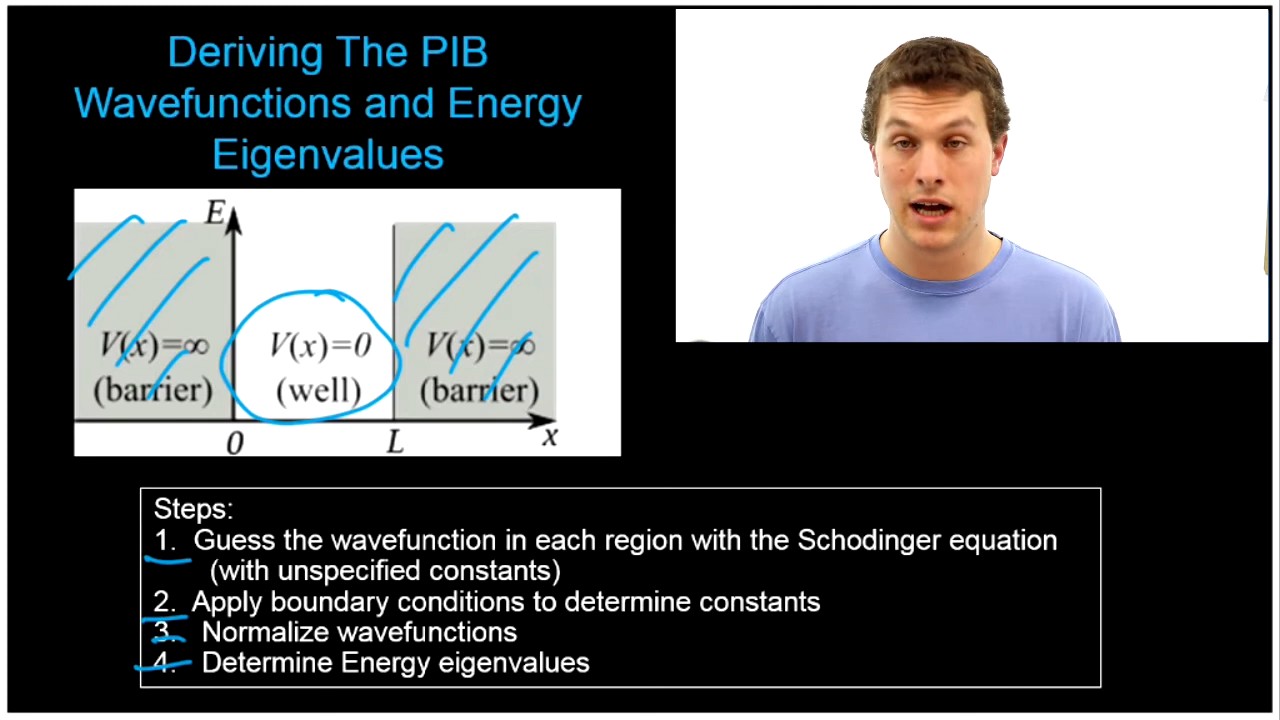 Deriving The PIB
Wavefunctions and Energy
Eigenvalues
E
V(x)=∞
(barrier)
V(x)=0
(well)
V(x)=∞
(barrier)
0
L
x
Steps:
1. Guess the wavefunction in each region with the Schodinger equation
(with unspecified constants)
2. Apply boundary conditions to determine constants
3. Normalize wavefunctions
4. Determine Energy eigenvalues